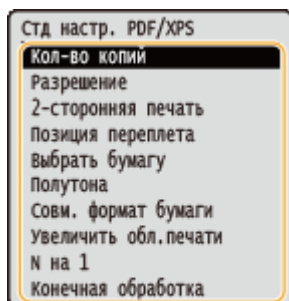 Стд настр. PDF/XPS
Кол-во копий
Разрешение
2-сторонняя печать
Позиция переплета
Выбрать бумагу
Полутона
Совм. формат бумаги
Увеличить обл.печати
N на 1
Конечная обработка